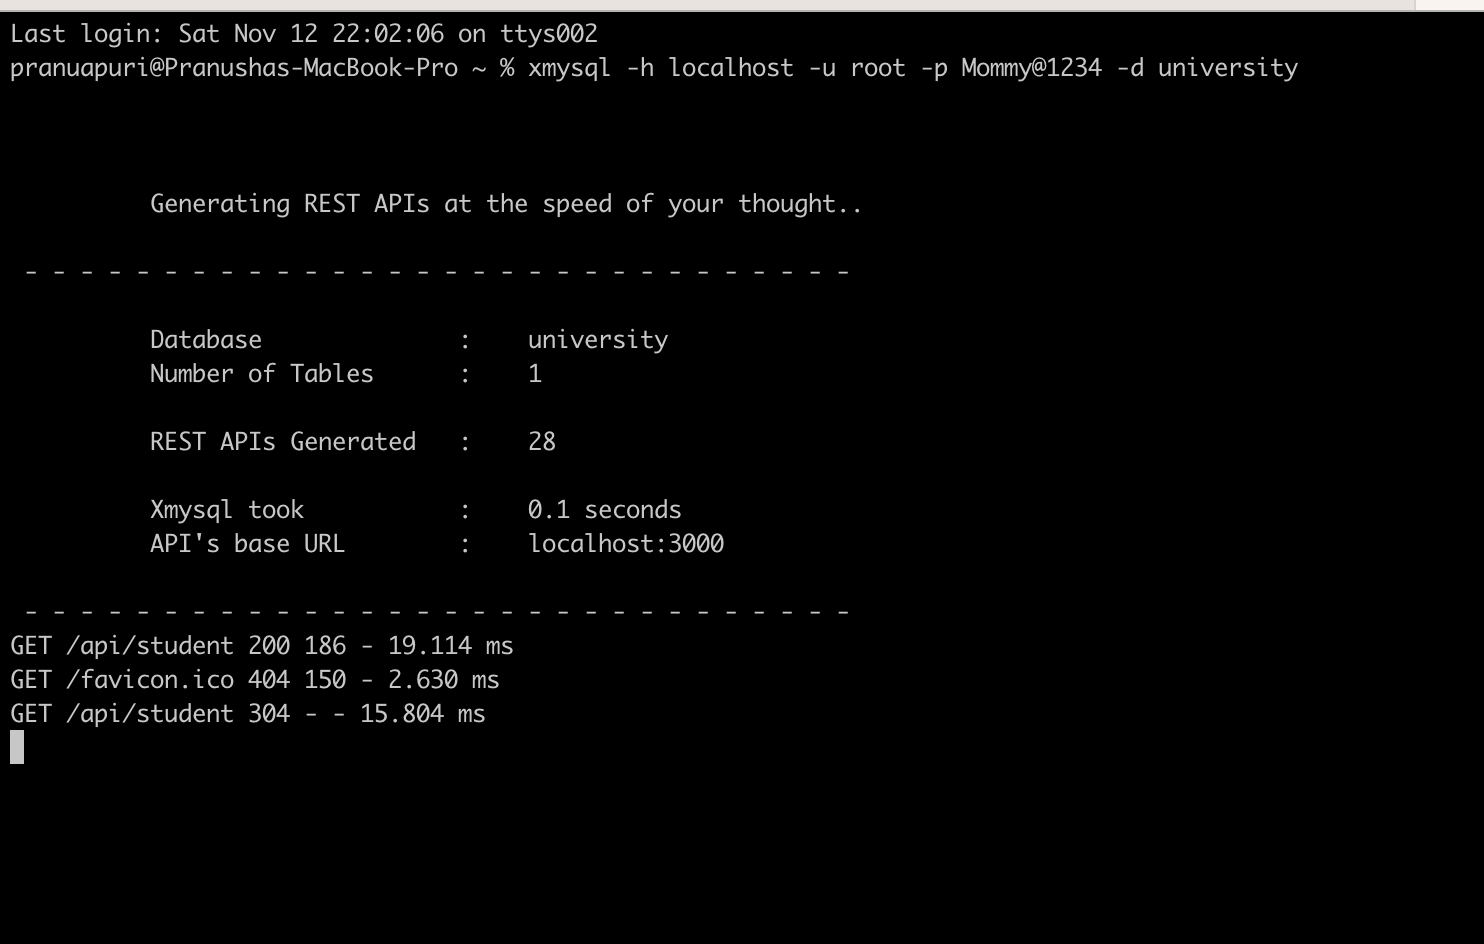 Last login: Sat Nov 12 22:02:06 on ttys002
pranuapuri@Pranushas-MacBook-Pro ~ % xmysql -h localhost -u root -p Mommy@1234 -d university
Generating REST APIs at the speed of your thought..
- - - - - - - - - - - - - - - - - - - - - - - - - - - - - -
Database : university
Number of Tables : 1
REST APIs Generated : 28
Xmysql took : 0.1 seconds
API's base URL : localhost:3000
- - - - - - - - - - - - - - - - - - - - - - - - - - - - - -
GET /api/student 200 186 - 19.114 ms
GET /favicon.ico 404 150 - 2.630 ms
GET /api/student 304 - - 15.804 ms